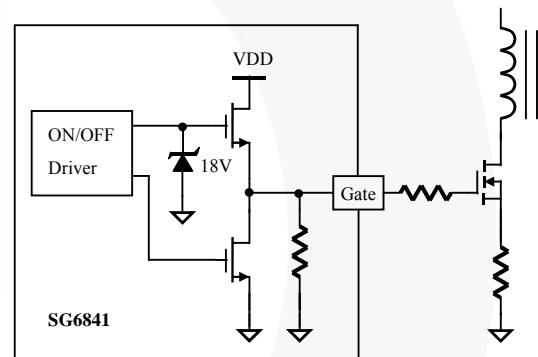 VDD
ON/OFF
Driver
18V
Gate
SG6841